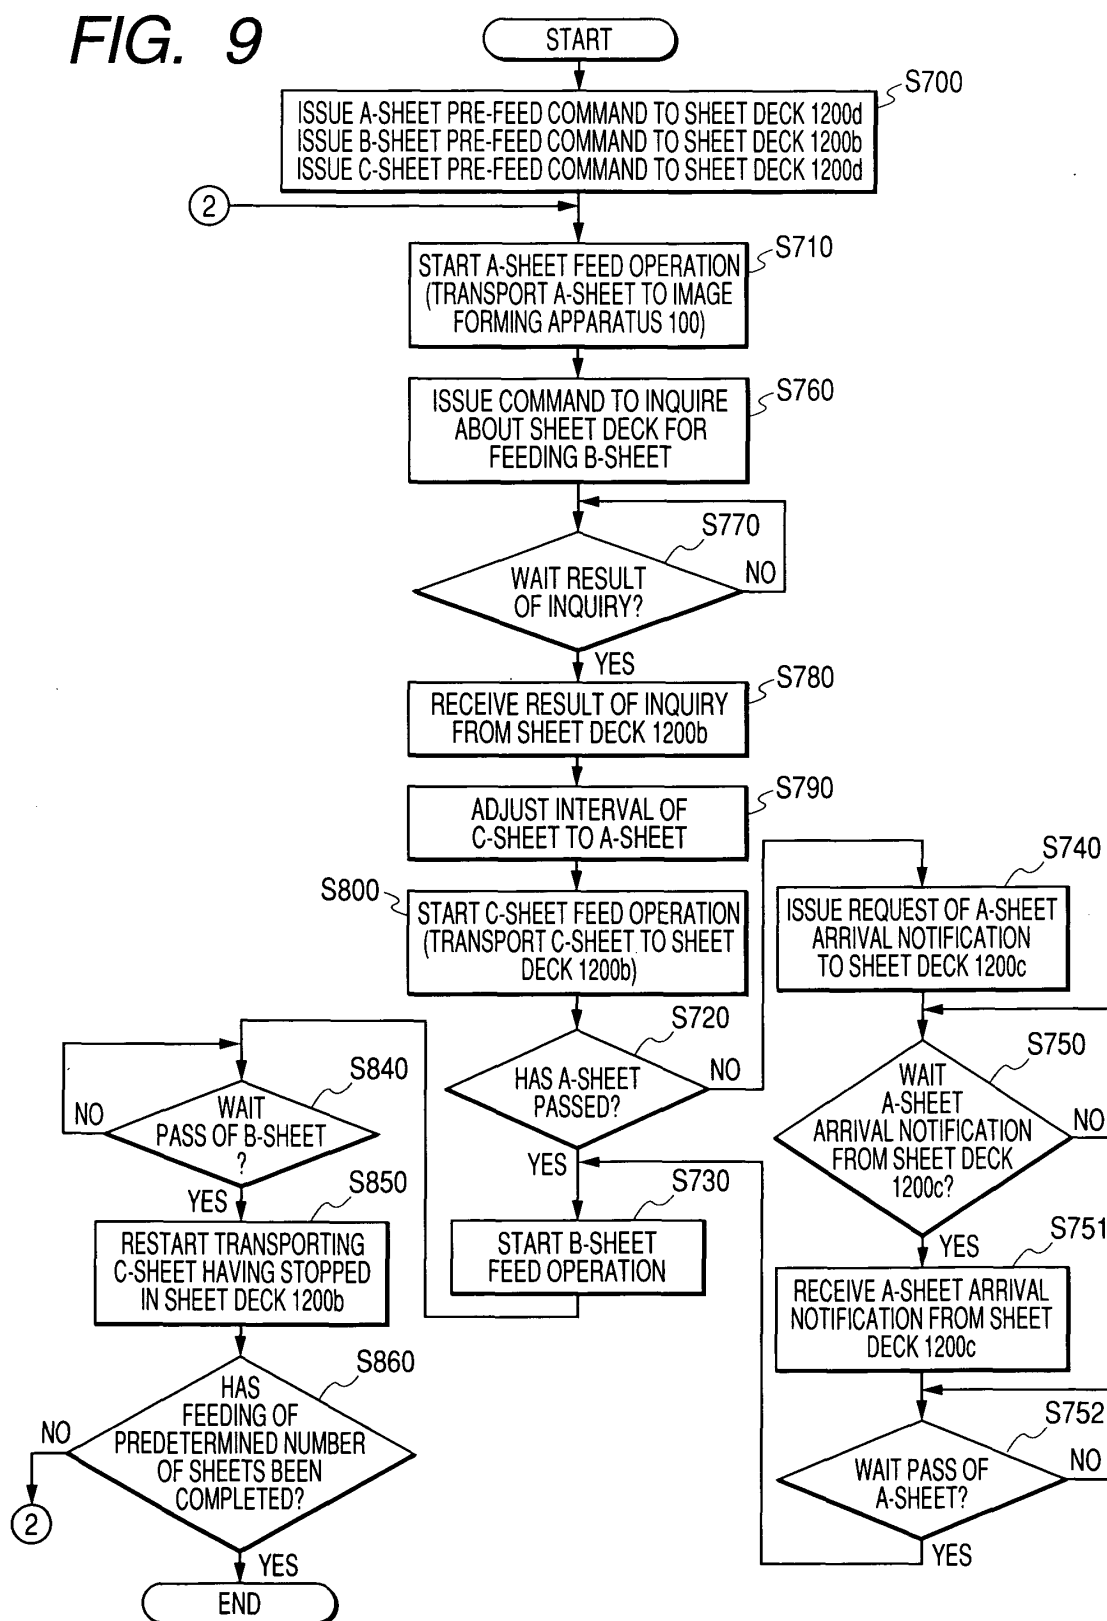 FIG. 9
START
S700
ISSUE A-SHEET PRE-FEED COMMAND TO SHEET DECK 1200d
ISSUE B-SHEET PRE-FEED COMMAND TO SHEET DECK 1200b
ISSUE C-SHEET PRE-FEED COMMAND TO SHEET DECK 1200d
2
S710
START A-SHEET FEED OPERATION
(TRANSPORT A-SHEET TO IMAGE
FORMING APPARATUS 100)
S760
ISSUE COMMAND TO INQUIRE
ABOUT SHEET DECK FOR
FEEDING B-SHEET
S770
WAIT RESULT
OF INQUIRY?
NO
YES
S780
RECEIVE RESULT OF INQUIRY
FROM SHEET DECK 1200b
S790
ADJUST INTERVAL OF
C-SHEET TO A-SHEET
S800
START C-SHEET FEED OPERATION
(TRANSPORT C-SHEET TO SHEET
DECK 1200b)
S720
HAS A-SHEET
PASSED?
NO
YES
S730
START B-SHEET
FEED OPERATION
S740
ISSUE REQUEST OF A-SHEET
ARRIVAL NOTIFICATION
TO SHEET DECK 1200c
S750
WAIT
A-SHEET
ARRIVAL NOTIFICATION
FROM SHEET DECK
1200c?
NO
YES
S751
RECEIVE A-SHEET ARRIVAL
NOTIFICATION FROM SHEET
DECK 1200c
S752
WAIT PASS OF
A-SHEET?
NO
YES
S840
WAIT
PASS OF B-SHEET
?
NO
YES
S850
RESTART TRANSPORTING
C-SHEET HAVING STOPPED
IN SHEET DECK 1200b
S860
HAS
FEEDING OF
PREDETERMINED NUMBER
OF SHEETS BEEN
COMPLETED?
NO
2
YES
END